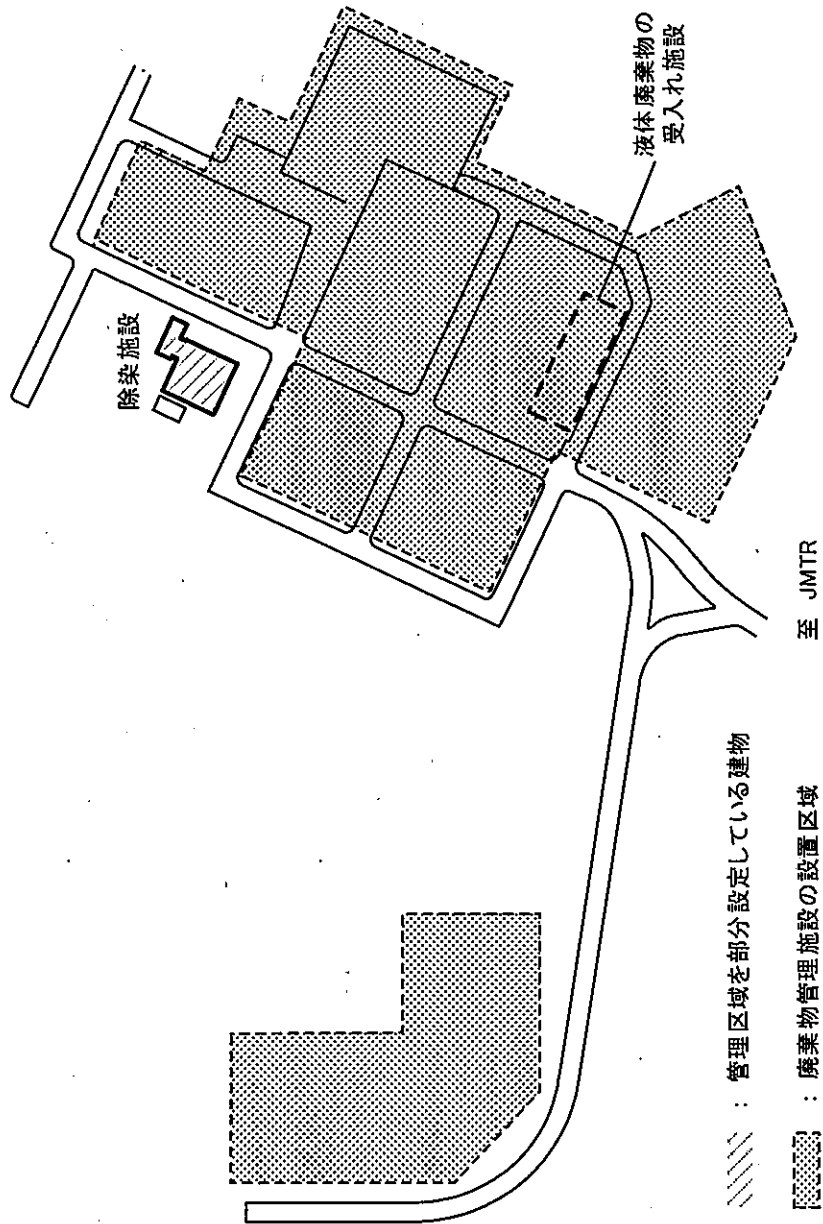 除染施設
液体廃棄物の
受入れ施設
至 JMTR
：管理区域を部分設定している建物
：廃棄物管理施設の設置区域